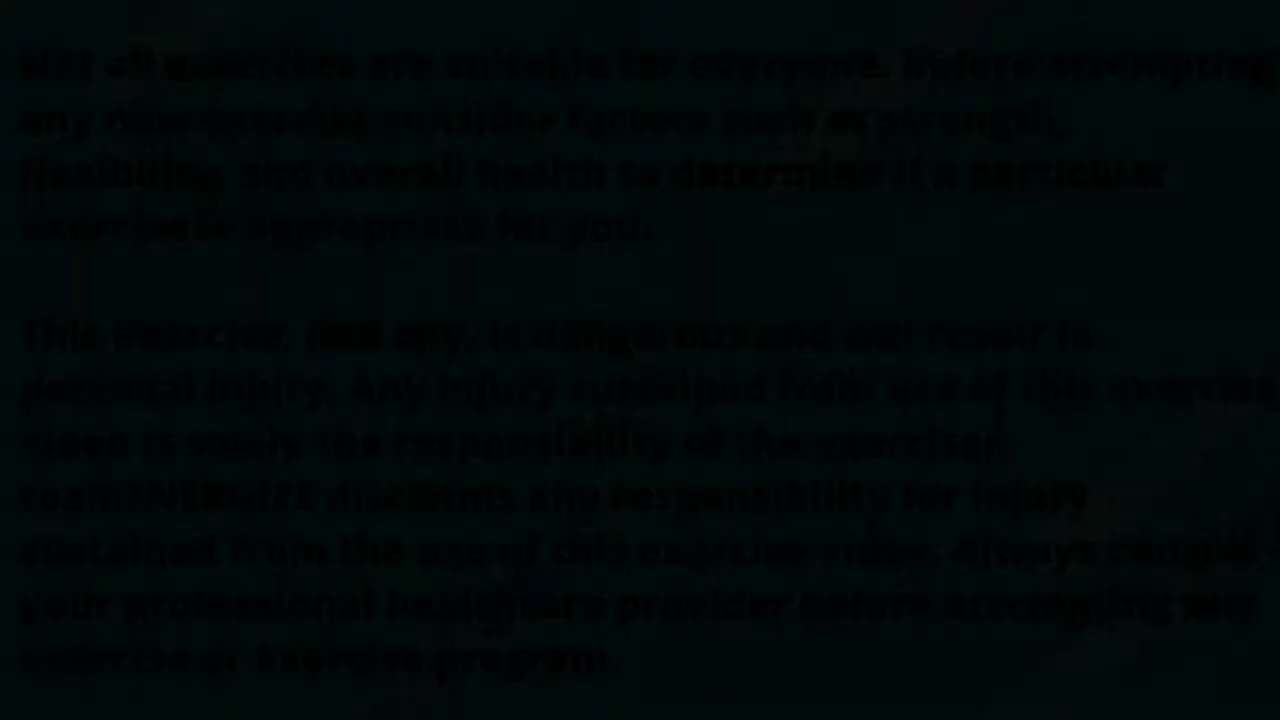 Not all exercises are suitable for everyone. Before attempting
any new exercise, consider factors such as strength,
flexibility, and overall health to determine if a particular
exercise is appropriate for you.
This exercise, like any, is dangerous and can result in
personal injury. Any injury sustained from use of this exercise
video is solely the responsibility of the exerciser.
teamENERGIZE disclaims any responsibility for injury
sustained from the use of this exercise video. Always consult
your professional healthcare provider before attempting any
exercise or exercise program.